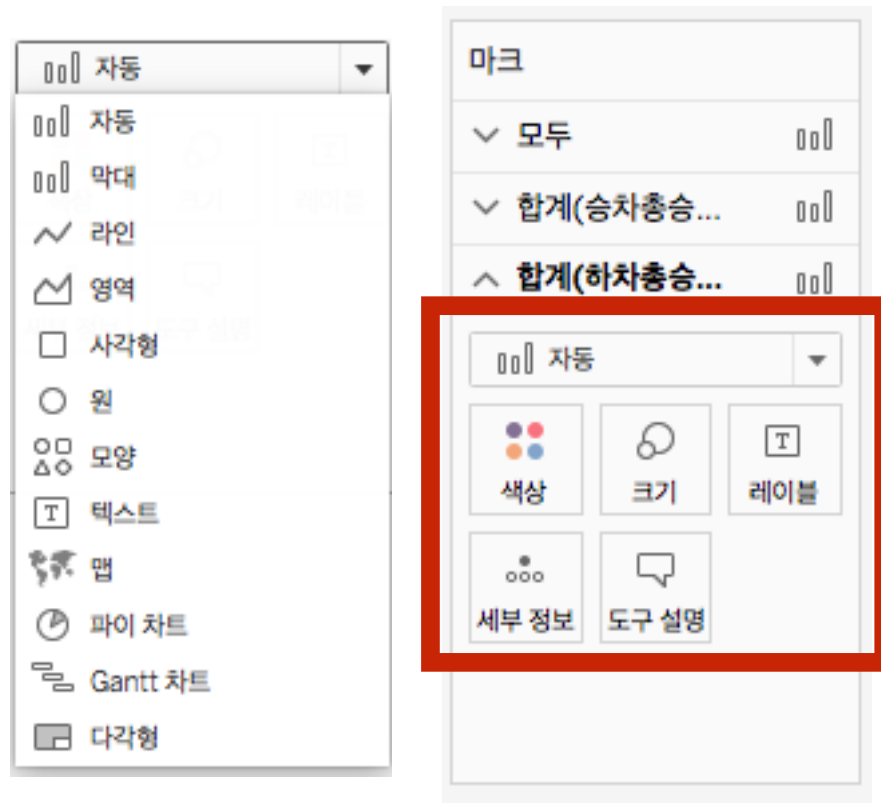 자동
자동
막대
라인
영역
사각형
원
모양
T 텍스트
맵
파이 차트
Gantt 차트
다각형
마크
모두
합계(승차총승...
합계(하차총승...
자동
T
색상 크기 레이블
세부 정보 도구 설명